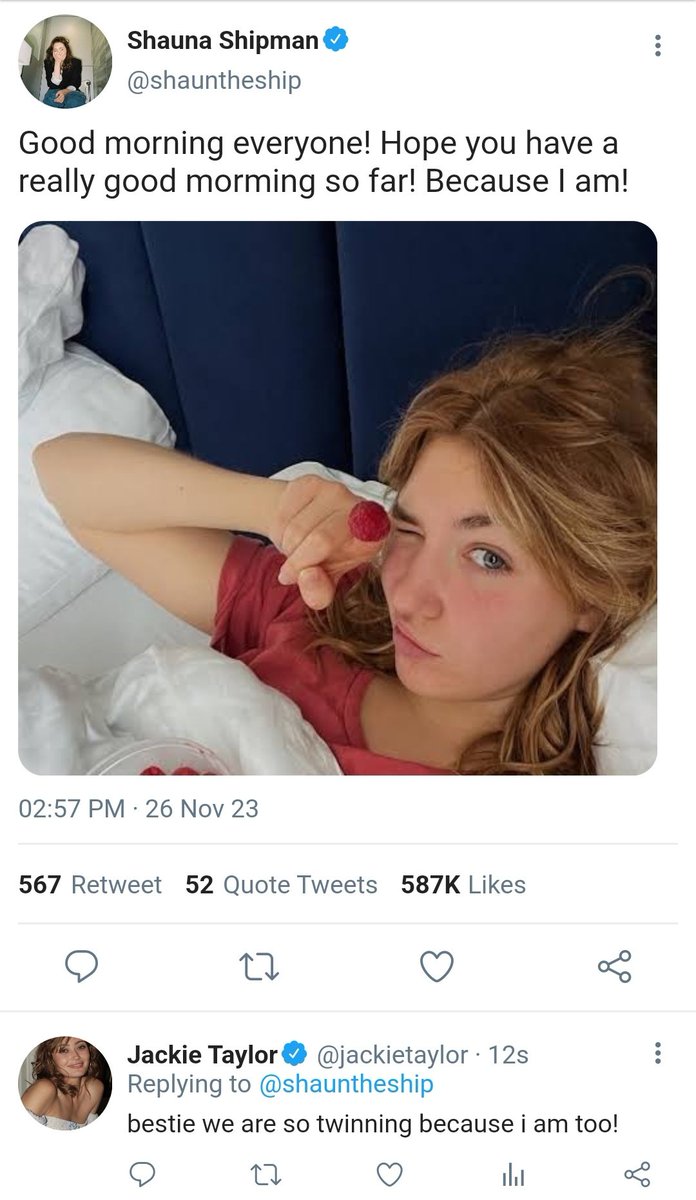 Shauna Shipman
@shauntheship
Good morning everyone! Hope you have a
really good morming so far! Because I am!
02:57 PM · 26 Nov 23
567 Retweet 52 Quote Tweets 587K Likes
Jackie Taylor @jackietaylor · 12s
Replying to @shauntheship
bestie we are so twinning because i am too!